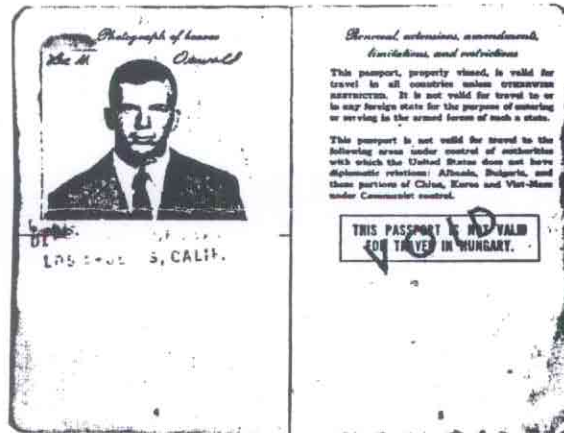 Photograph of bearer
Lee H Oswald
LOS CALIF.
4
Renewal, extensions, amendments,
limitations, and restrictions
This passport, properly visaed, is valid for
travel in all countries unless OTHERWISE
RESTRICTED. It is not valid for travel to or
in any foreign state for the purpose of entering
or serving in the armed forces of such a state.
This passport is not valid for travel to the
following areas under control of authorities
with which the United States does not have
diplomatic relations: Albania, Bulgaria, and
those portions of China, Korea and Viet-Nam
under Communist control.
THIS PASSPORT IS NOT VALID
FOR TRAVEL IN HUNGARY.
VOID
5